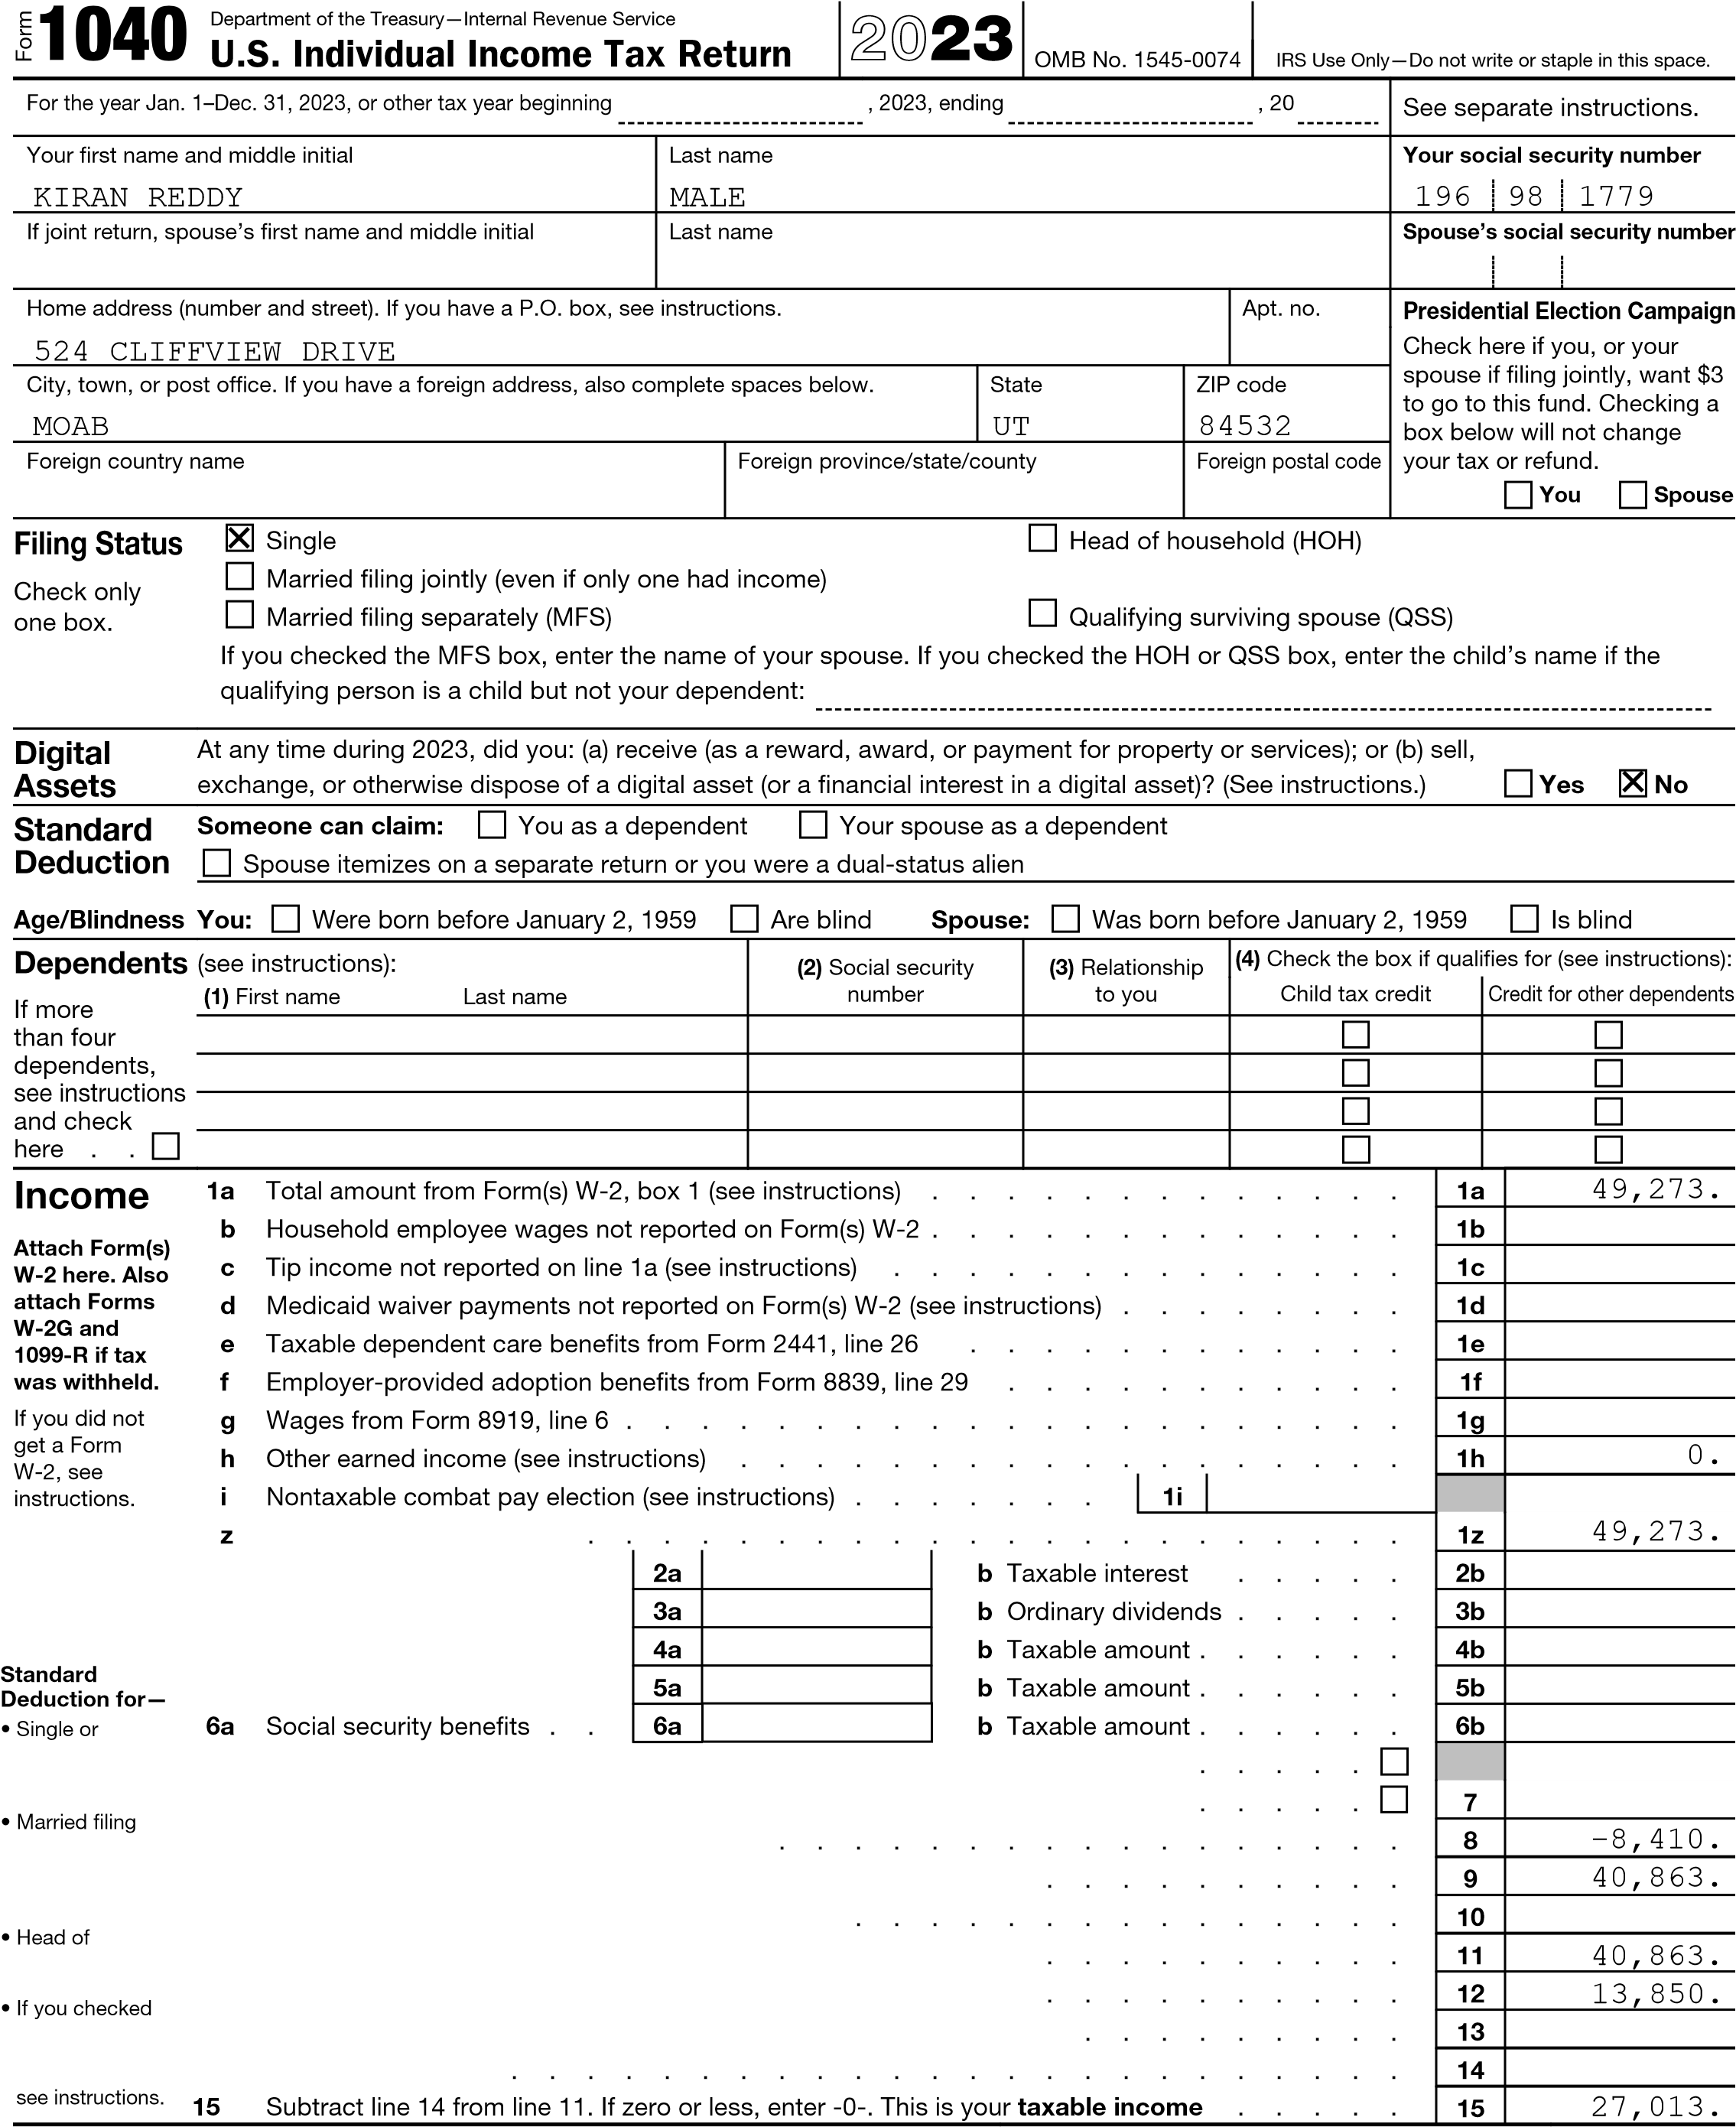 Form 1040 Department of the Treasury—Internal Revenue Service
U.S. Individual Income Tax Return 2023 OMB No. 1545-0074 IRS Use Only—Do not write or staple in this space.
For the year Jan. 1–Dec. 31, 2023, or other tax year beginning , 2023, ending , 20 See separate instructions.
Your first name and middle initial Last name Your social security number
KIRAN REDDY MALE 196 98 1779
If joint return, spouse's first name and middle initial Last name Spouse's social security number
Home address (number and street). If you have a P.O. box, see instructions. Apt. no.
524 CLIFFVIEW DRIVE
City, town, or post office. If you have a foreign address, also complete spaces below. State ZIP code
MOAB UT 84532
Foreign country name Foreign province/state/county Foreign postal code
Presidential Election Campaign
Check here if you, or your
spouse if filing jointly, want $3
to go to this fund. Checking a
box below will not change
your tax or refund.
You Spouse
Filing Status
Check only
one box.
Single Head of household (HOH)
Married filing jointly (even if only one had income)
Married filing separately (MFS) Qualifying surviving spouse (QSS)
If you checked the MFS box, enter the name of your spouse. If you checked the HOH or QSS box, enter the child's name if the
qualifying person is a child but not your dependent:
Digital
Assets
At any time during 2023, did you: (a) receive (as a reward, award, or payment for property or services); or (b) sell,
exchange, or otherwise dispose of a digital asset (or a financial interest in a digital asset)? (See instructions.) Yes No
Standard
Deduction
Someone can claim: You as a dependent Your spouse as a dependent
Spouse itemizes on a separate return or you were a dual-status alien
Age/Blindness You: Were born before January 2, 1959 Are blind Spouse: Was born before January 2, 1959 Is blind
Dependents (see instructions):
(1) First name Last name (2) Social security number (3) Relationship to you (4) Check the box if qualifies for (see instructions):
Child tax credit Credit for other dependents
If more
than four
dependents,
see instructions
and check
here . .
Income
Attach Form(s)
W-2 here. Also
attach Forms
W-2G and
1099-R if tax
was withheld.
If you did not
get a Form
W-2, see
instructions.
1a Total amount from Form(s) W-2, box 1 (see instructions) 1a 49,273.
b Household employee wages not reported on Form(s) W-2 1b
c Tip income not reported on line 1a (see instructions) 1c
d Medicaid waiver payments not reported on Form(s) W-2 (see instructions) 1d
e Taxable dependent care benefits from Form 2441, line 26 1e
f Employer-provided adoption benefits from Form 8839, line 29 1f
g Wages from Form 8919, line 6 1g
h Other earned income (see instructions) 1h 0.
i Nontaxable combat pay election (see instructions) 1i
z 1z 49,273.
2a b Taxable interest 2b
3a b Ordinary dividends 3b
4a b Taxable amount 4b
5a b Taxable amount 5b
6a Social security benefits 6a b Taxable amount 6b
Standard
Deduction for—
• Single or
7
• Married filing
8 -8,410.
9 40,863.
10
• Head of
11 40,863.
12 13,850.
• If you checked
13
14
see instructions.
15 Subtract line 14 from line 11. If zero or less, enter -0-. This is your taxable income 15 27,013.